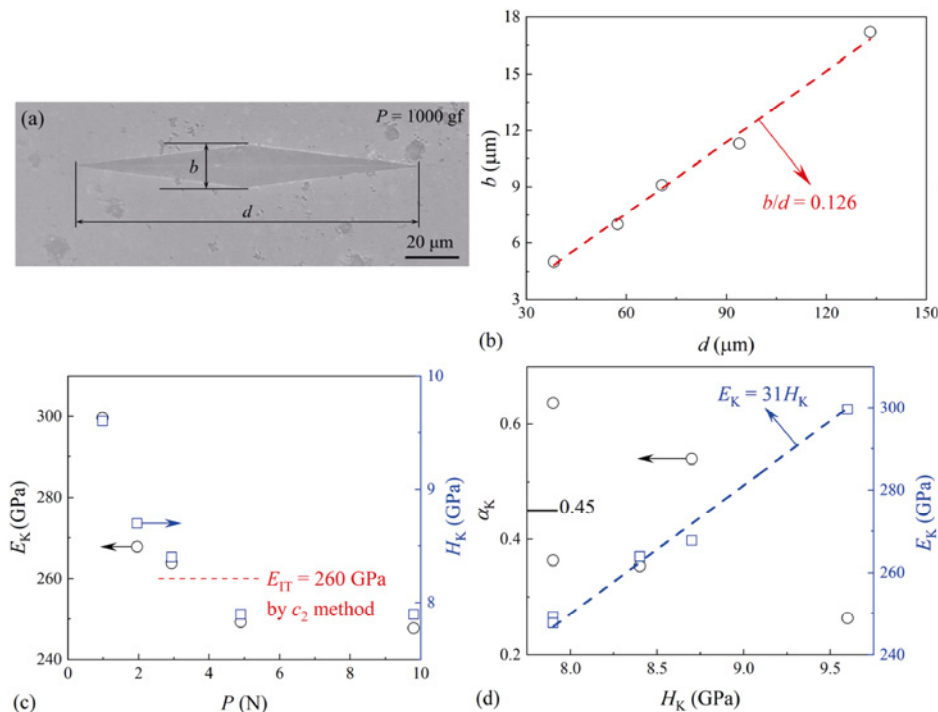 (a)
P = 1000 gf
b
d
20 μm
18
15
12
9
6
3
b (μm)
b/d = 0.126
30 60 90 120 150
d (μm)
(b)
300
280
260
240
E_K (GPa)
10
9
8
H_K (GPa)
E_IT = 260 GPa
by c_2 method
0 2 4 6 8 10
P (N)
(c)
0.6
0.4
0.2
α_K
0.45
E_K = 31H_K
300
280
260
240
E_K (GPa)
8.0 8.5 9.0 9.5
H_K (GPa)
(d)